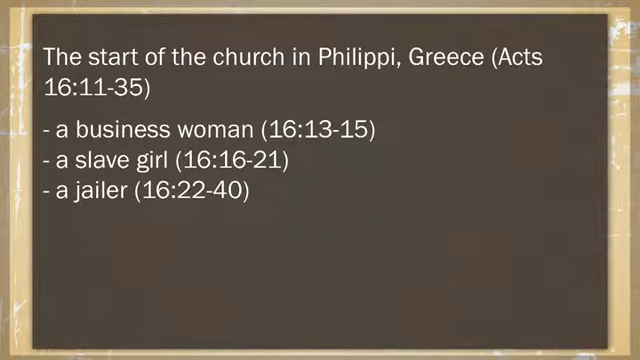 The start of the church in Philippi, Greece (Acts
16:11-35)
- a business woman (16:13-15)
- a slave girl (16:16-21)
- a jailer (16:22-40)